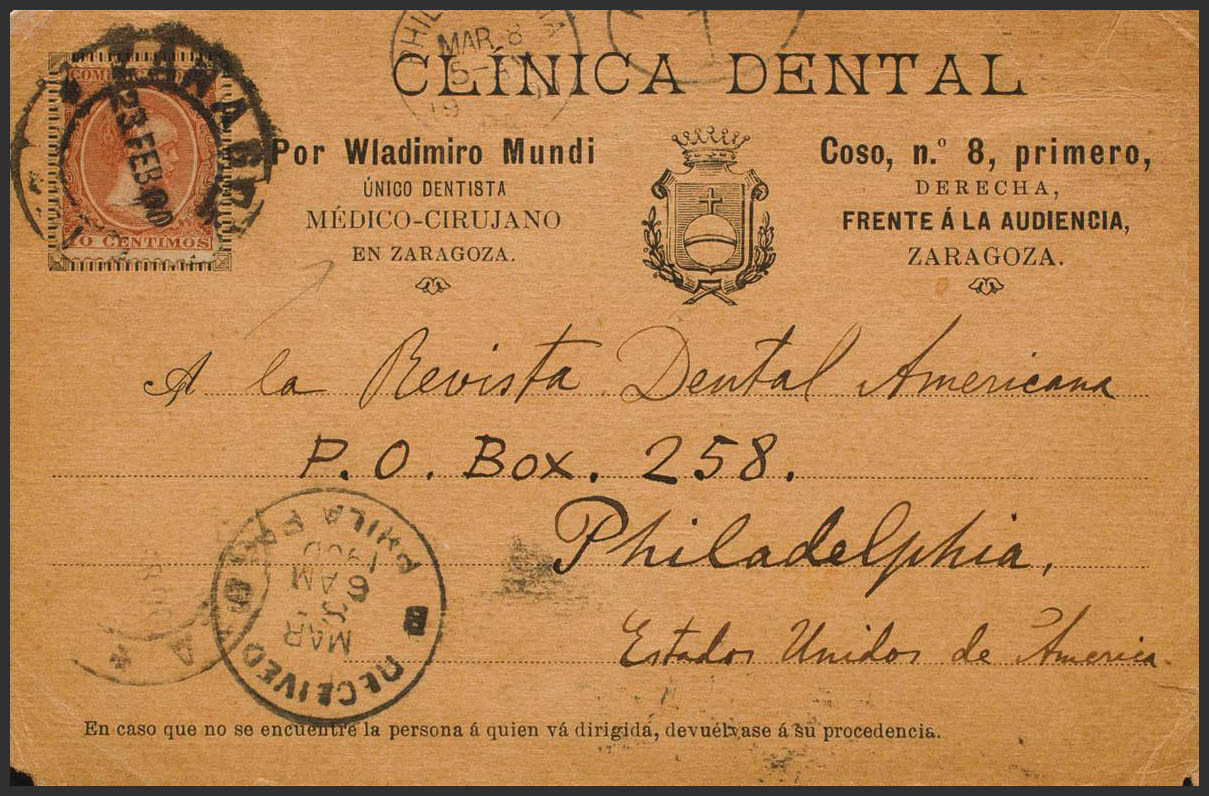 CLÍNICA DENTAL
Por Wladimiro Mundi
ÚNICO DENTISTA
MÉDICO-CIRUJANO
EN ZARAGOZA.
Coso, n.º 8, primero,
DERECHA,
FRENTE Á LA AUDIENCIA,
ZARAGOZA.
23 FEB 00
10 CENTIMOS
MAR 8
A la Revista Dental Americana
P. O. Box. 258.
Philadelphia,
Estados Unidos de America.
RECEIVED
MAR
6 AM
1900
PHILA PA
B
En caso que no se encuentre la persona á quien vá dirigida, devuélvase á su procedencia.